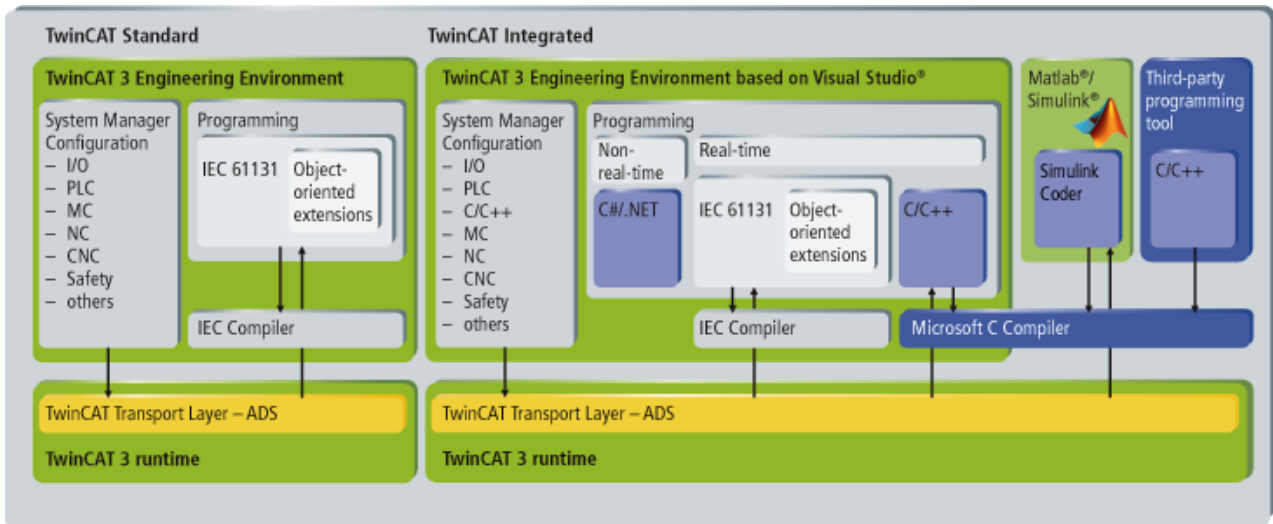 TwinCAT Standard
TwinCAT 3 Engineering Environment
System Manager
Configuration
– I/O
– PLC
– MC
– NC
– CNC
– Safety
– others
Programming
IEC 61131
Object-
oriented
extensions
IEC Compiler
TwinCAT Transport Layer – ADS
TwinCAT 3 runtime
TwinCAT Integrated
TwinCAT 3 Engineering Environment based on Visual Studio®
System Manager
Configuration
– I/O
– PLC
– C/C++
– MC
– NC
– CNC
– Safety
– others
Programming
Non-
real-time
Real-time
C#/.NET
IEC 61131
Object-
oriented
extensions
C/C++
IEC Compiler
Matlab®/
Simulink®
Simulink
Coder
Third-party
programming
tool
C/C++
Microsoft C Compiler
TwinCAT Transport Layer – ADS
TwinCAT 3 runtime